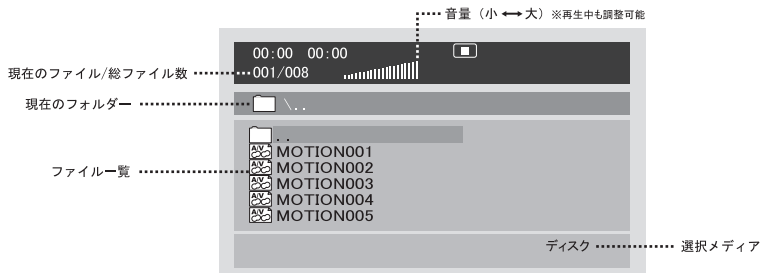 音量（小 ⟷ 大）※再生中も調整可能
00:00 00:00
現在のファイル/総ファイル数
001/008
現在のフォルダー
\..
..
MOTION001
ファイル一覧
MOTION002
MOTION003
MOTION004
MOTION005
ディスク
選択メディア